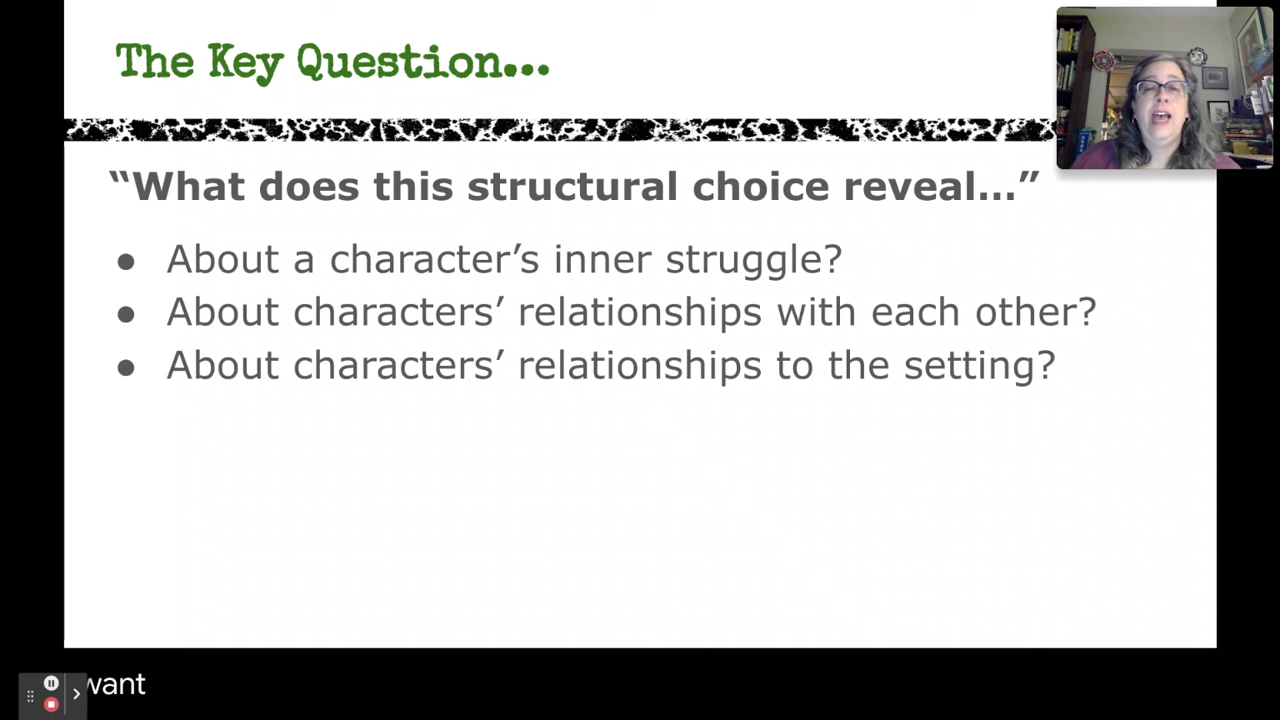 The Key Question...
“What does this structural choice reveal…”
● About a character’s inner struggle?
● About characters’ relationships with each other?
● About characters’ relationships to the setting?
want